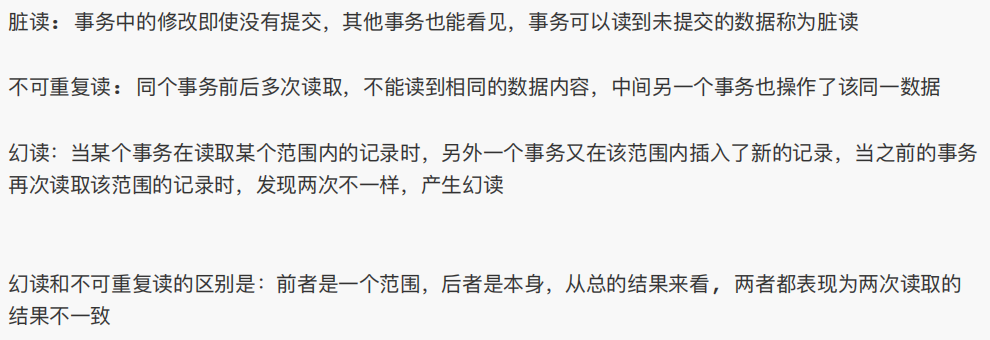 脏读：事务中的修改即使没有提交，其他事务也能看见，事务可以读到未提交的数据称为脏读
不可重复读：同个事务前后多次读取，不能读到相同的数据内容，中间另一个事务也操作了该同一数据
幻读：当某个事务在读取某个范围内的记录时，另外一个事务又在该范围内插入了新的记录，当之前的事务
再次读取该范围的记录时，发现两次不一样，产生幻读
幻读和不可重复读的区别是：前者是一个范围，后者是本身，从总的结果来看, 两者都表现为两次读取的
结果不一致